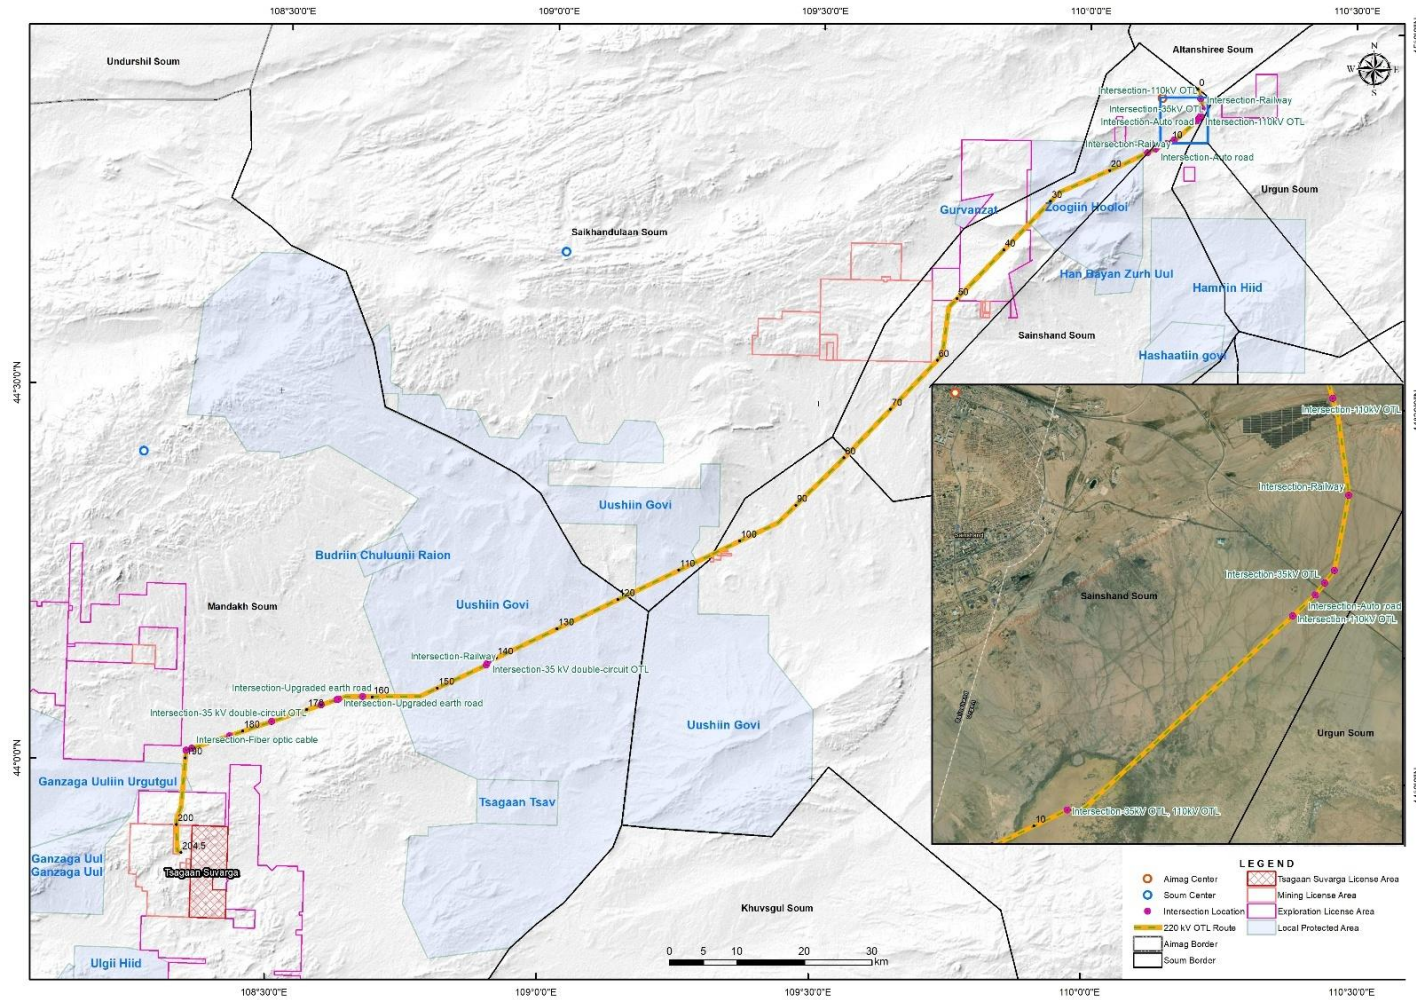 108°30'0"E
109°0'0"E
109°30'0"E
110°0'0"E
110°30'0"E
Altanshiree Soum
Undurshil Soum
N
W
E
S
0
Intersection-110kV OTL
Intersection-Railway
Intersection-35kV OTL
Intersection-Auto road
Intersection-110kV OTL
10
Intersection-Railway
Intersection-Auto road
20
Urgun Soum
30
Gurvanzat
Zoogiin Hooloi
Saikhandulaan Soum
40
Han Bayan Zurh Uul
Hamriin Hiid
50
Sainshand Soum
60
Hashaatiin govi
44°30'0"N
Intersection-110kV OTL
70
80
Intersection-Railway
90
Uushiin Govi
Sainshand
100
Budriin Chuluunii Raion
110
Intersection-35kV OTL
Sainshand Soum
Uushiin Govi
120
Intersection-Auto road
Mandakh Soum
Intersection-110kV OTL
130
140
Intersection-Railway
Intersection-35 kV double-circuit OTL
150
Intersection-Upgraded earth road
160
170
Intersection-Upgraded earth road
Intersection-35 kV double-circuit OTL
180
Uushiin Govi
Urgun Soum
Intersection-Fiber optic cable
190
44°0'0"N
Ganzaga Uuliin Urgutgul
Tsagaan Tsav
Intersection-35kV OTL, 110kV OTL
10
200
204.5
Ganzaga Uul
Ganzaga Uul
Tsagaan Suvarga
LEGEND
Aimag Center
Tsagaan Suvarga License Area
Soum Center
Mining License Area
Intersection Location
Exploration License Area
220 kV OTL Route
Local Protected Area
Aimag Border
Soum Border
Khuvsgul Soum
0
5
10
20
30
km
Ulgii Hiid
108°30'0"E
109°0'0"E
109°30'0"E
110°0'0"E
110°30'0"E